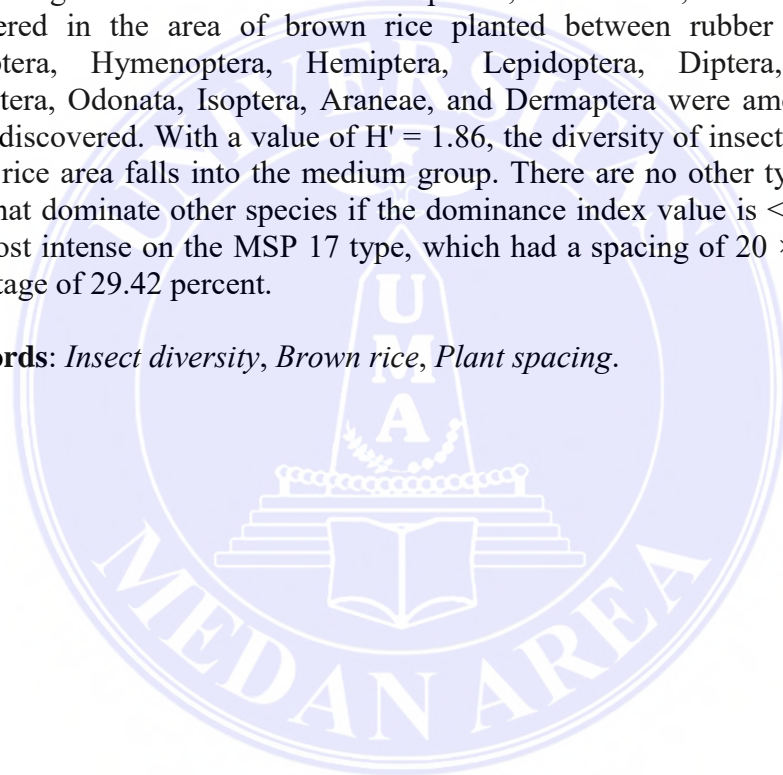 ered in the area of brown rice planted between rubber
ptera, Hymenoptera, Hemiptera, Lepidoptera, Diptera,
tera, Odonata, Isoptera, Araneae, and Dermaptera were am
discovered. With a value of H' = 1.86, the diversity of insect
rice area falls into the medium group. There are no other ty
hat dominate other species if the dominance index value is <
ost intense on the MSP 17 type, which had a spacing of 20
tage of 29.42 percent.
ords: Insect diversity, Brown rice, Plant spacing.
UNIVERSITAS
UMA
MEDAN AREA